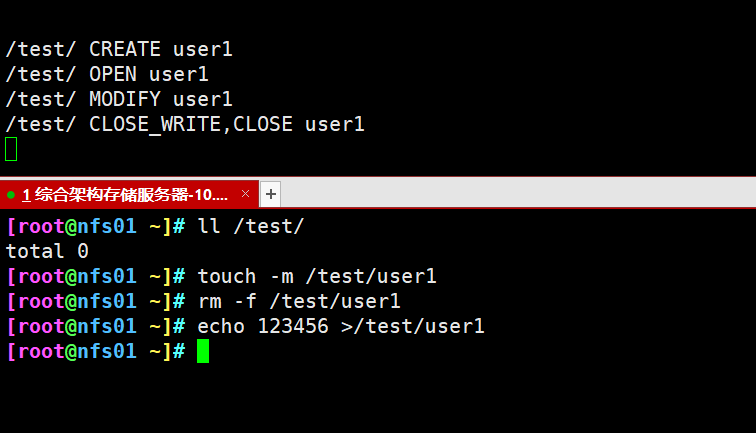 /test/ CREATE user1
/test/ OPEN user1
/test/ MODIFY user1
/test/ CLOSE_WRITE,CLOSE user1
1 综合架构存储服务器-10.... × +
[root@nfs01 ~]# ll /test/
total 0
[root@nfs01 ~]# touch -m /test/user1
[root@nfs01 ~]# rm -f /test/user1
[root@nfs01 ~]# echo 123456 >/test/user1
[root@nfs01 ~]#